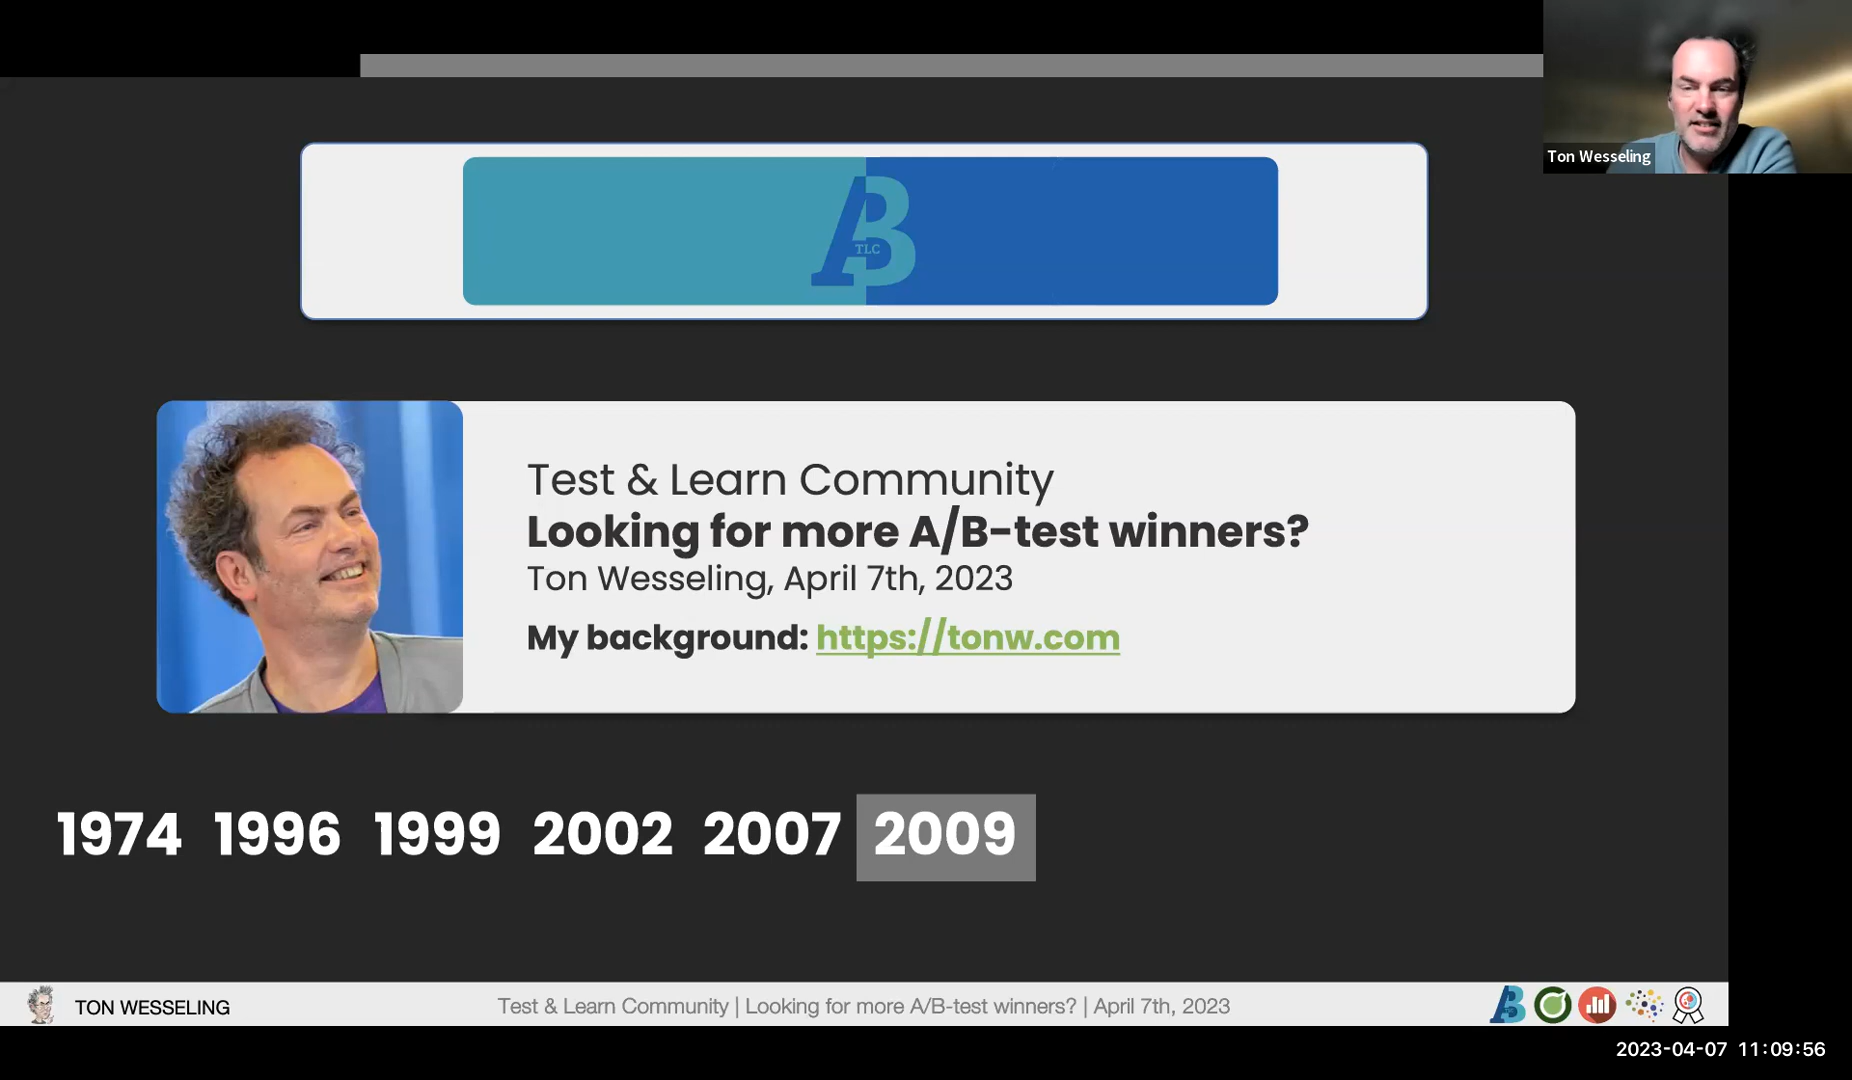 Ton Wesseling
AB
TLC
Test & Learn Community
Looking for more A/B-test winners?
Ton Wesseling, April 7th, 2023
My background: https://tonw.com
1974 1996 1999 2002 2007 2009
TON WESSELING
Test & Learn Community | Looking for more A/B-test winners? | April 7th, 2023
AB
2023-04-07 11:09:56